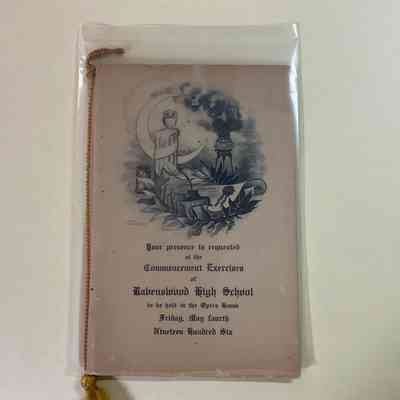 Your presence is requested
at the
Commencement Exercises
of
Ravenswood High School
to be held in the Opera House
Friday, May fourth
Nineteen Hundred Six